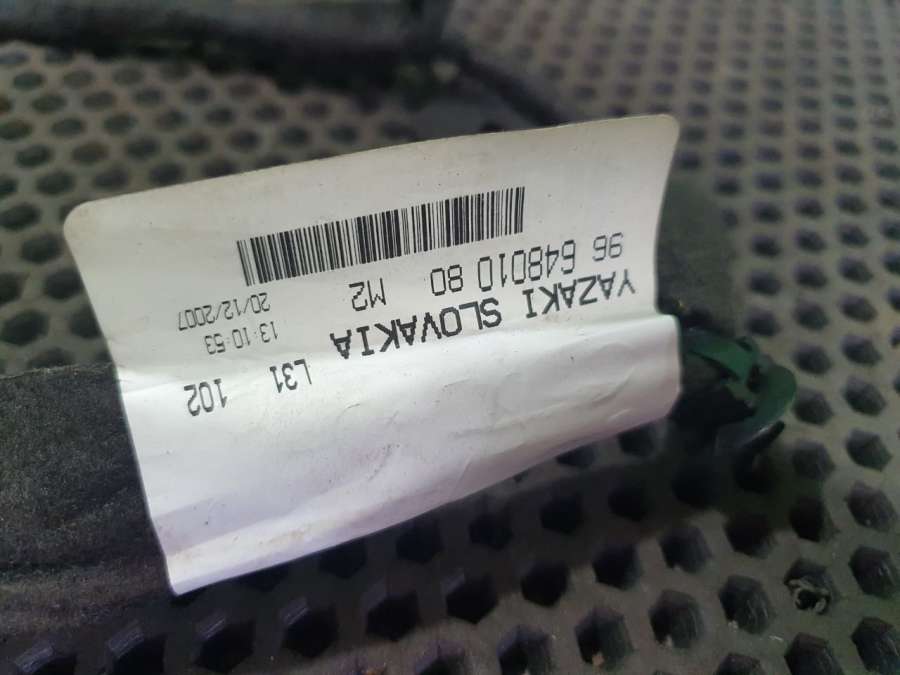 YAZAKI SLOVAKIA L31 102
13:10:53
96 648010 80 M2 20/12/2007